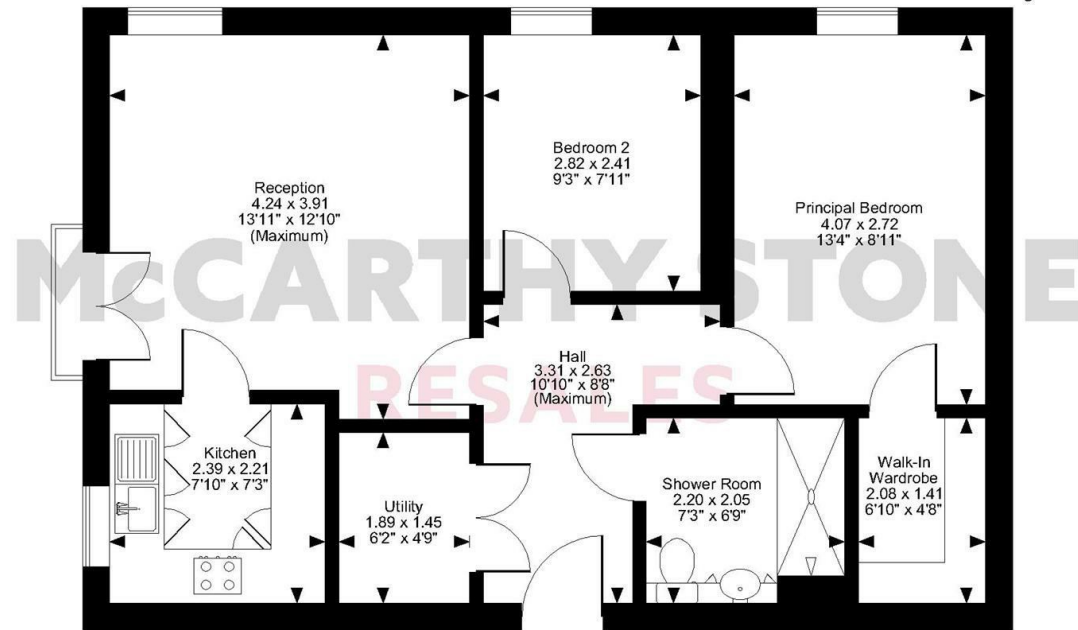 Bedroom 2
2.82 x 2.41
9'3" x 7'11"
Reception
4.24 x 3.91
13'11" x 12'10"
(Maximum)
Principal Bedroom
4.07 x 2.72
13'4" x 8'11"
McCARTHY STONE
RESALES
Hall
3.31 x 2.63
10'10" x 8'8"
(Maximum)
Kitchen
2.39 x 2.21
7'10" x 7'3"
Utility
1.89 x 1.45
6'2" x 4'9"
Shower Room
2.20 x 2.05
7'3" x 6'9"
Walk-In
Wardrobe
2.08 x 1.41
6'10" x 4'8"